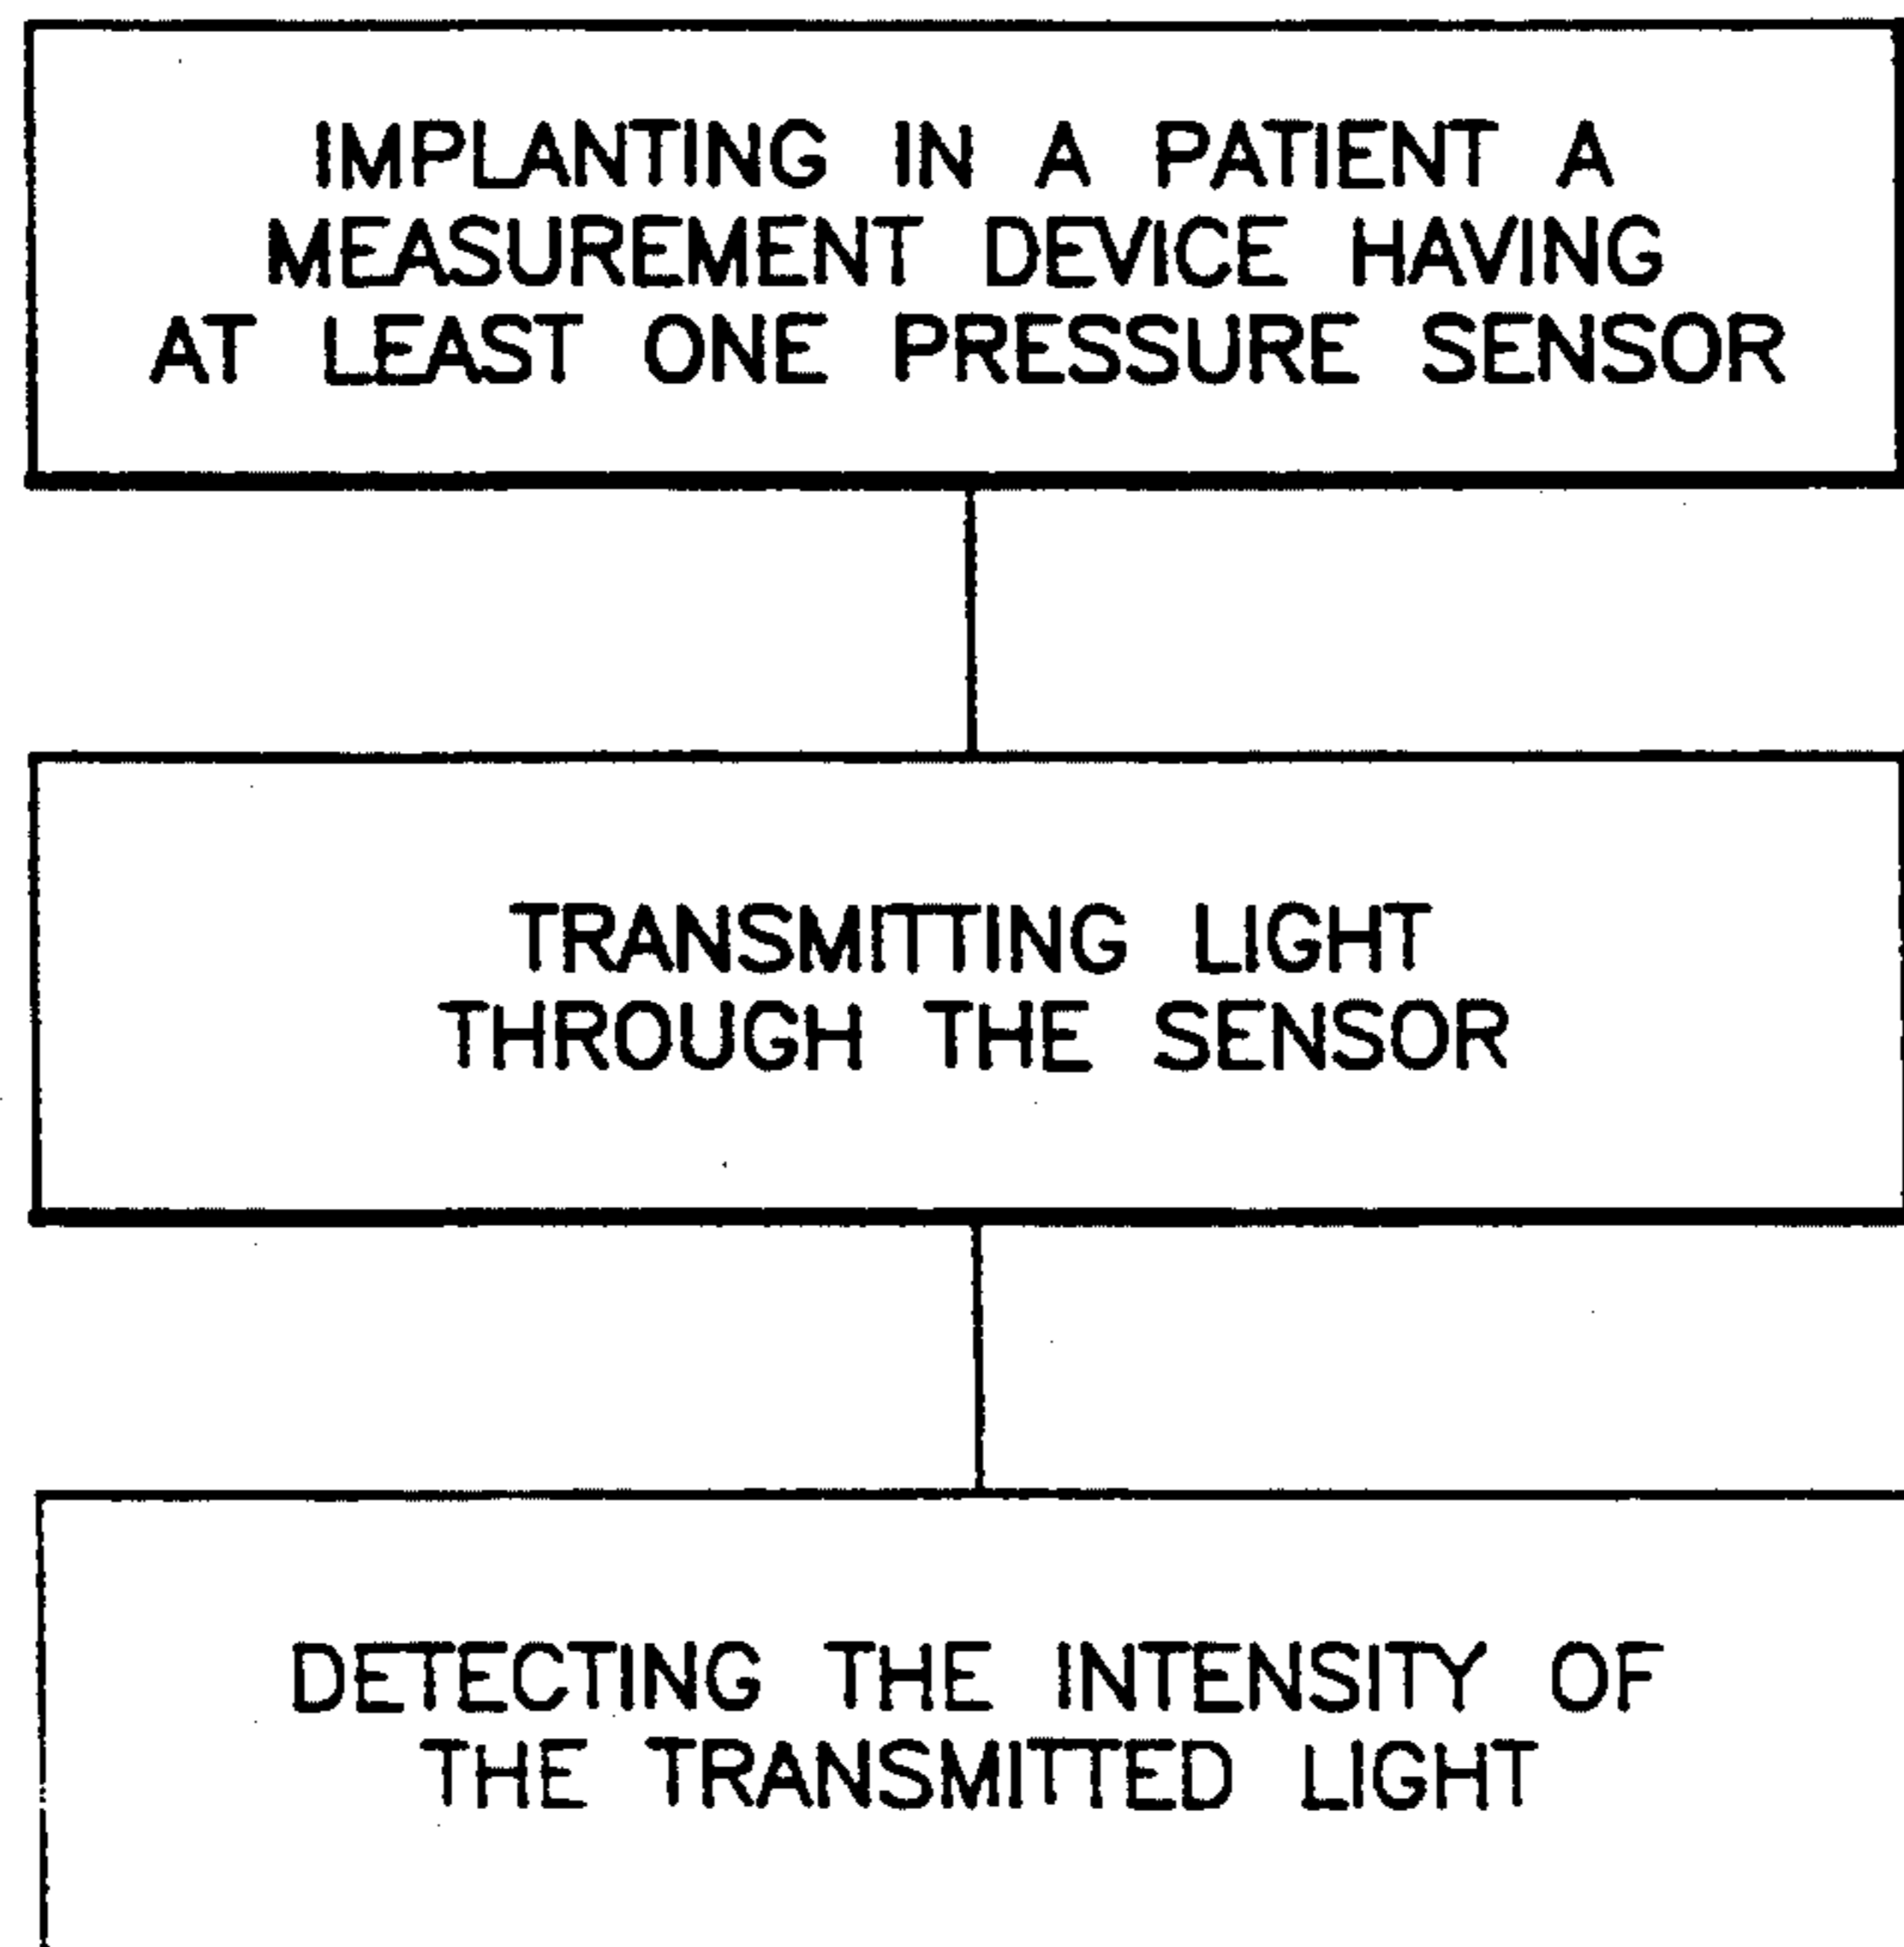 IMPLANTING IN A PATIENT A
MEASUREMENT DEVICE HAVING
AT LEAST ONE PRESSURE SENSOR
TRANSMITTING LIGHT
THROUGH THE SENSOR
DETECTING THE INTENSITY OF
THE TRANSMITTED LIGHT